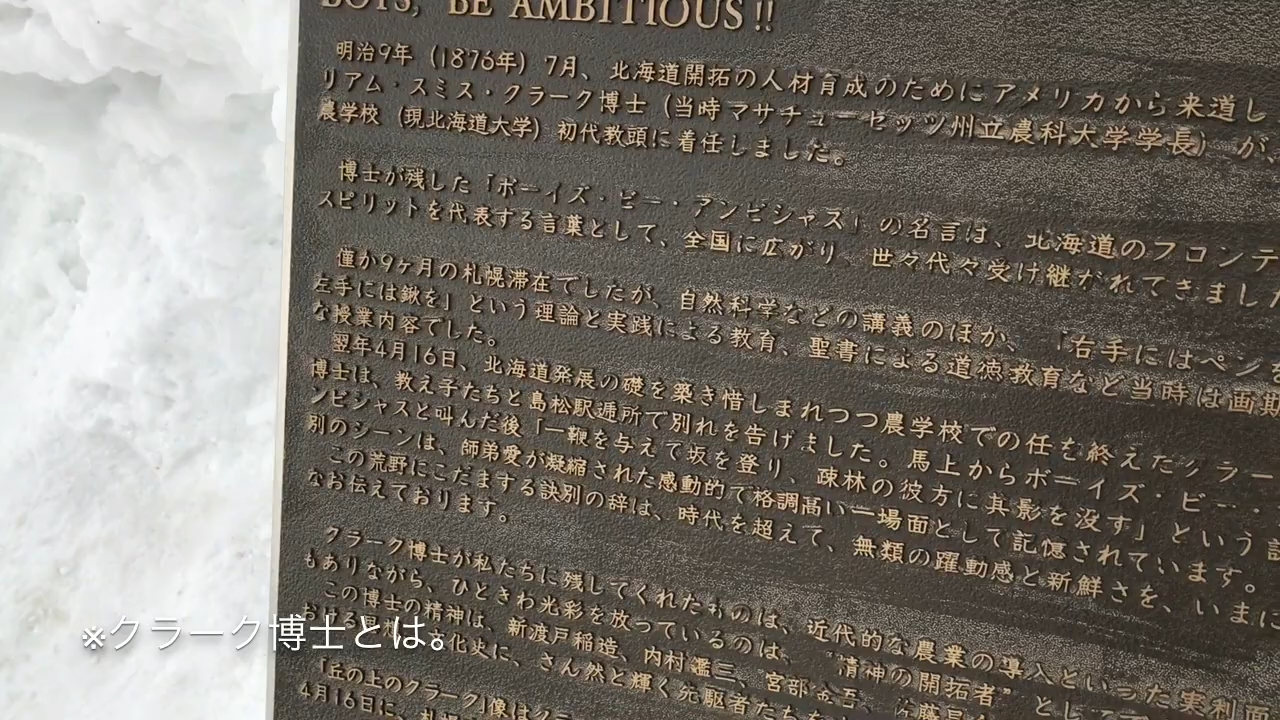 BOYS, BE AMBITIOUS!!
明治9年(1876年)7月、北海道開拓の人材育成のためにアメリカから来道し
リアム・スミス・クラーク博士(当時マサチューセッツ州立農科大学学長)が、
農学校(現北海道大学)初代教頭に着任しました。
博士が残した「ボーイズ・ビー・アンビシャス」の名言は、北海道のフロンテ
スピリットを代表する言葉として、全国に広がり、世々代々受け継がれてきました
僅か9ヶ月の札幌滞在でしたが、自然科学などの講義のほか、「右手にはペンを
左手には鍬を」という理論と実践による教育、聖書による道徳教育など当時は画期
な授業内容でした。
翌年4月16日、北海道発展の礎を築き惜しまれつつ農学校での任を終えたクラー
博士は、教え子たちと島松駅逓所で別れを告げました。馬上からボーイズ・ビー・
ンビシャスと叫んだ後「一鞭を与えて坂を登り、疎林の彼方に其影を没す」という
別のシーンは、師弟愛が凝縮された感動的で格調高い一場面として記憶されています。
この荒野にこだまする訣別の辞は、時代を超えて、無類の躍動感と新鮮さを、いまに
なお伝えております。
クラーク博士が私たちに残してくれたものは、近代的な農業の導入といった実利面
もありながら、ひときわ光彩を放っているのは、"精神の開拓者"として
この博士の精神は、新渡戸稲造、内村鑑三、宮部金吾、佐藤昌
おける 文化史に、さん然と輝く先駆者たちを
「丘の上のクラーク」像はクラ
4月16日に、札
※クラーク博士とは。